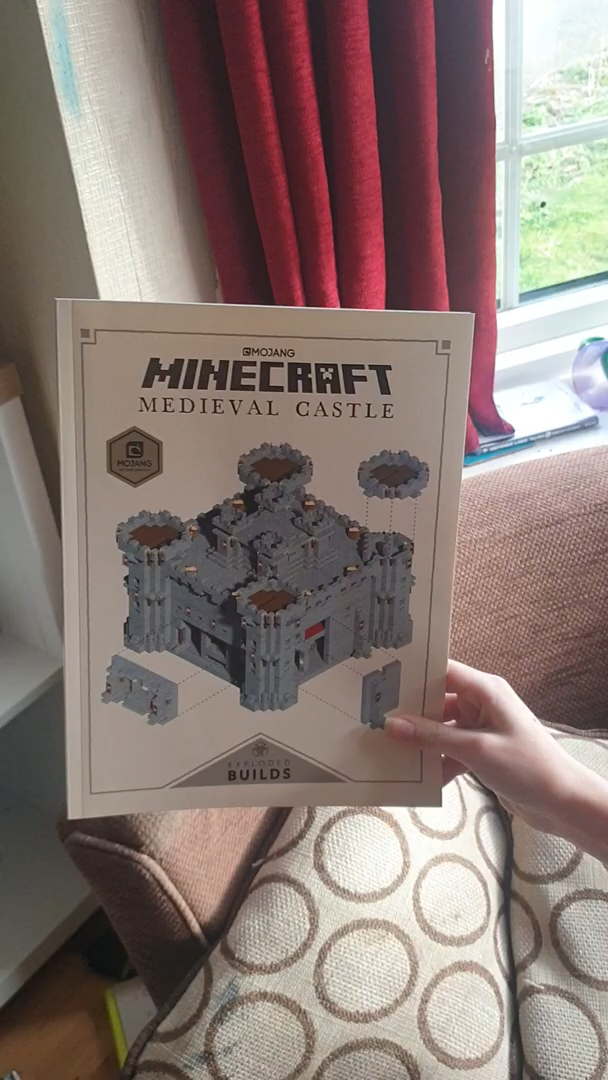 MOJANG
MINECRAFT
MEDIEVAL CASTLE
MOJANG
EXPLODED
BUILDS